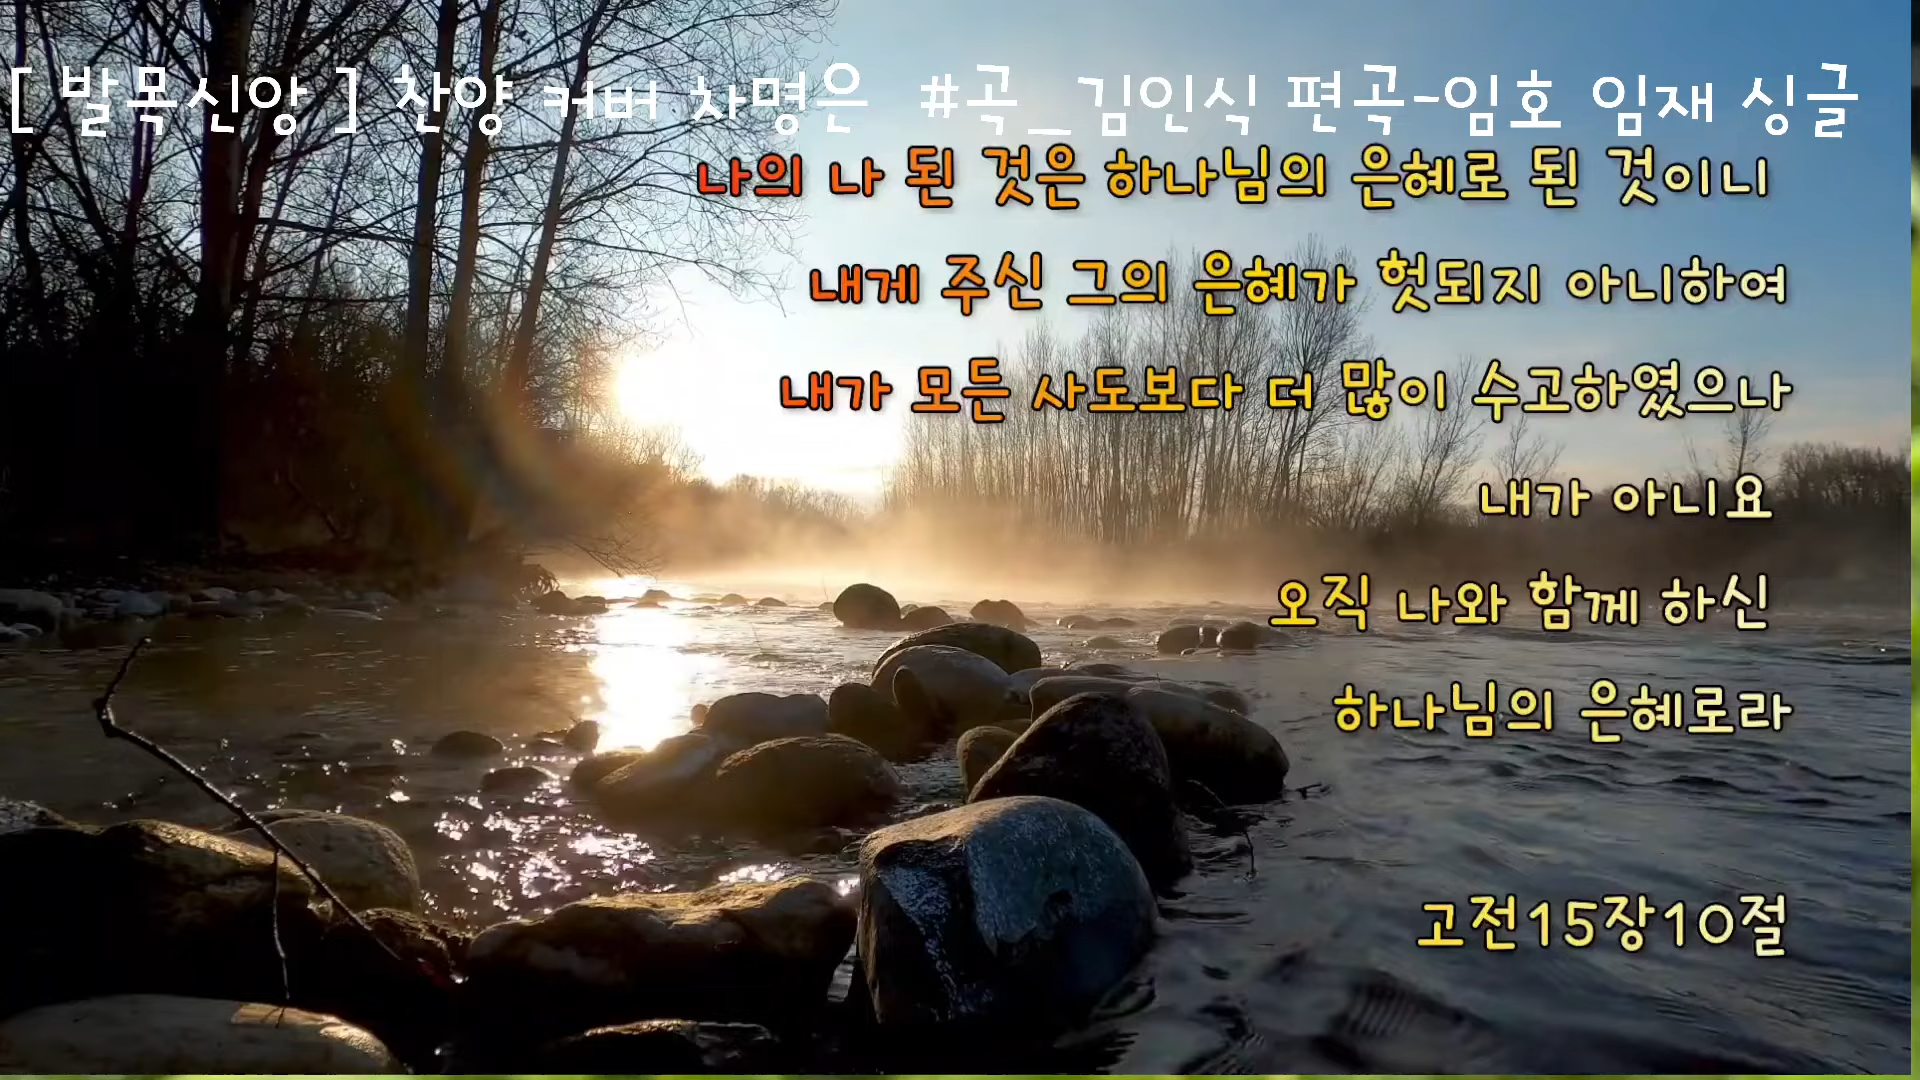 [ 발목신앙 ] 찬양 커버 차명은 #곡_김인식 편곡-임호 임재 싱글
나의 나 된 것은 하나님의 은혜로 된 것이니
내게 주신 그의 은혜가 헛되지 아니하여
내가 모든 사도보다 더 많이 수고하였으나
내가 아니요
오직 나와 함께 하신
하나님의 은혜로라
고전15장10절